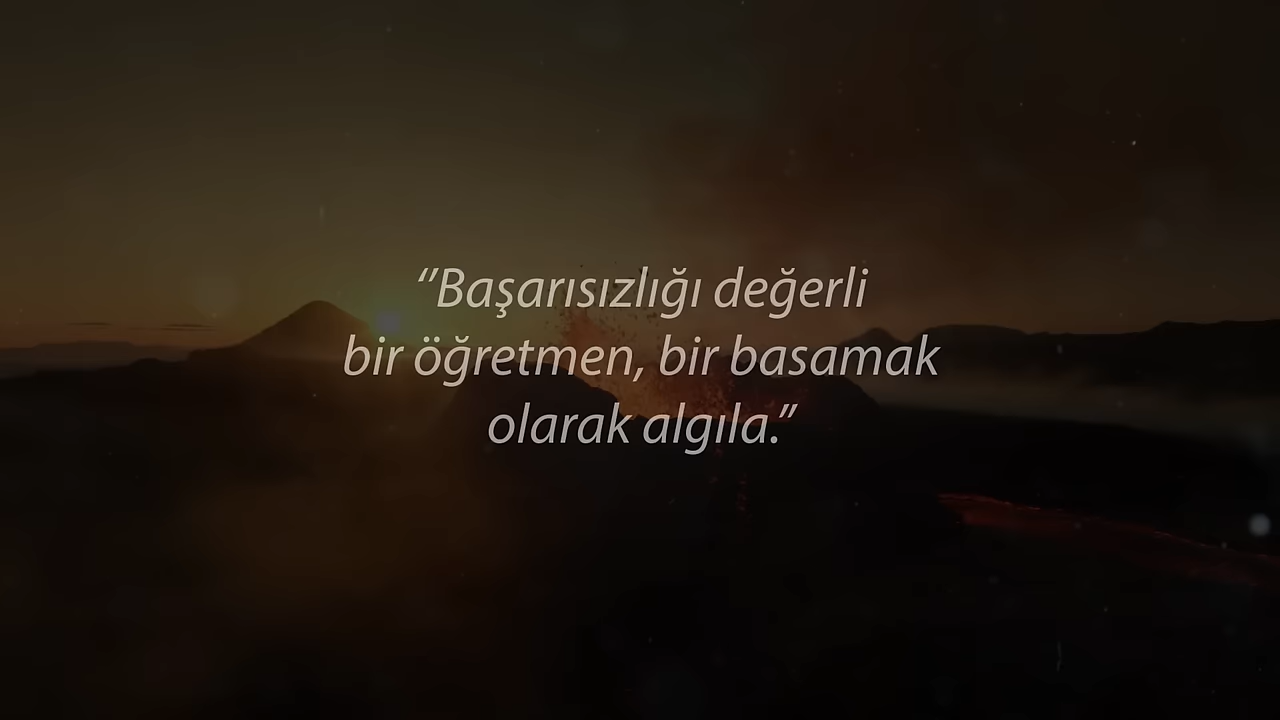 “Başarısızlığı değerli
bir öğretmen, bir basamak
olarak algıla.”